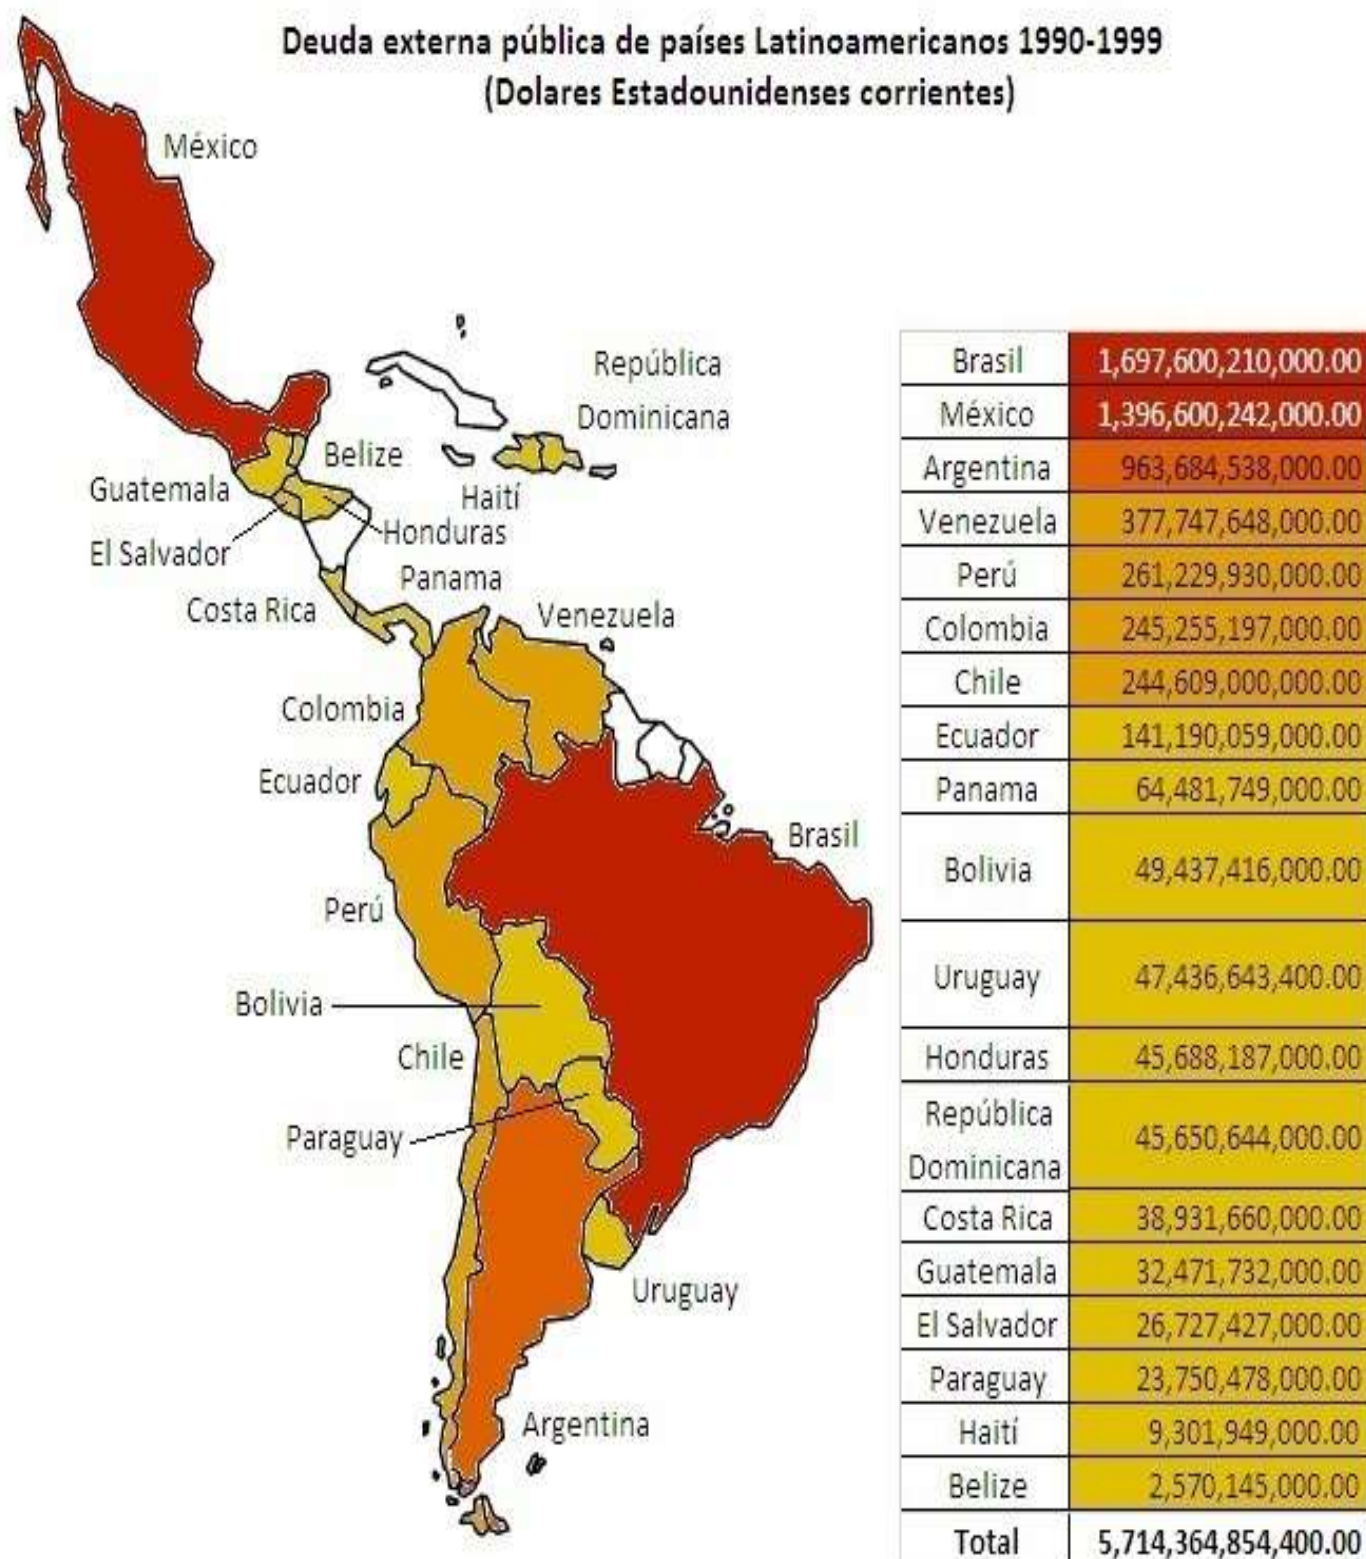 Deuda externa pública de países Latinoamericanos 1990-1999
(Dolares Estadounidenses corrientes)
México
República
Dominicana
Belize
Guatemala
Haití
Honduras
El Salvador
Panama
Costa Rica
Venezuela
Colombia
Ecuador
Brasil
Perú
Bolivia
Chile
Paraguay
Uruguay
Argentina
Brasil 1,697,600,210,000.00
México 1,396,600,242,000.00
Argentina 963,684,538,000.00
Venezuela 377,747,648,000.00
Perú 261,229,930,000.00
Colombia 245,255,197,000.00
Chile 244,609,000,000.00
Ecuador 141,190,059,000.00
Panama 64,481,749,000.00
Bolivia 49,437,416,000.00
Uruguay 47,436,643,400.00
Honduras 45,688,187,000.00
República
Dominicana 45,650,644,000.00
Costa Rica 38,931,660,000.00
Guatemala 32,471,732,000.00
El Salvador 26,727,427,000.00
Paraguay 23,750,478,000.00
Haití 9,301,949,000.00
Belize 2,570,145,000.00
Total 5,714,364,854,400.00